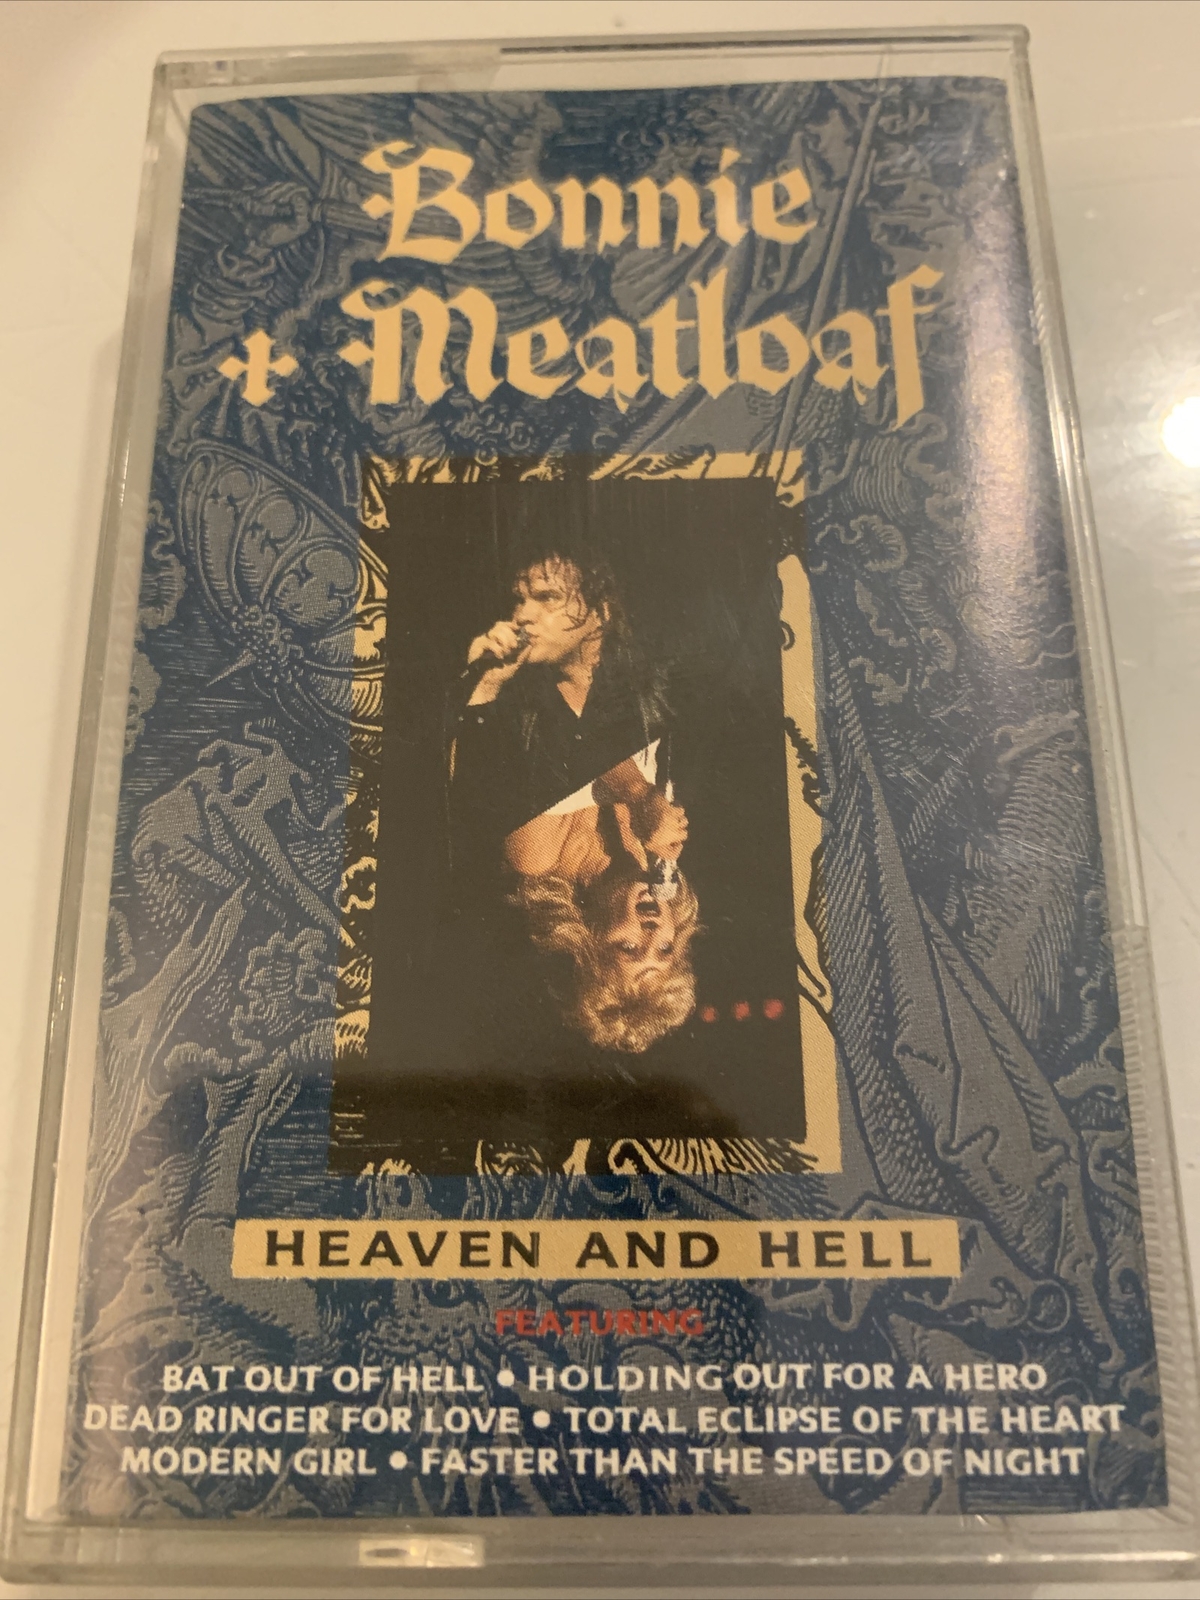 Bonnie
+ Meatloaf
HEAVEN AND HELL
FEATURING
BAT OUT OF HELL • HOLDING OUT FOR A HERO
DEAD RINGER FOR LOVE • TOTAL ECLIPSE OF THE HEART
MODERN GIRL • FASTER THAN THE SPEED OF NIGHT